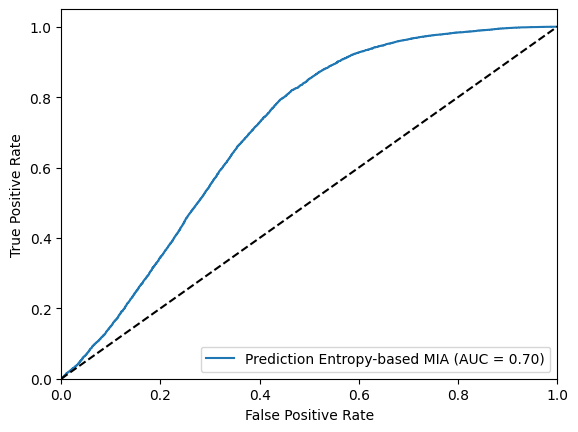 True Positive Rate
1.0
0.8
0.6
0.4
0.2
0.0
Prediction Entropy-based MIA (AUC = 0.70)
0.0 0.2 0.4 0.6 0.8 1.0
False Positive Rate